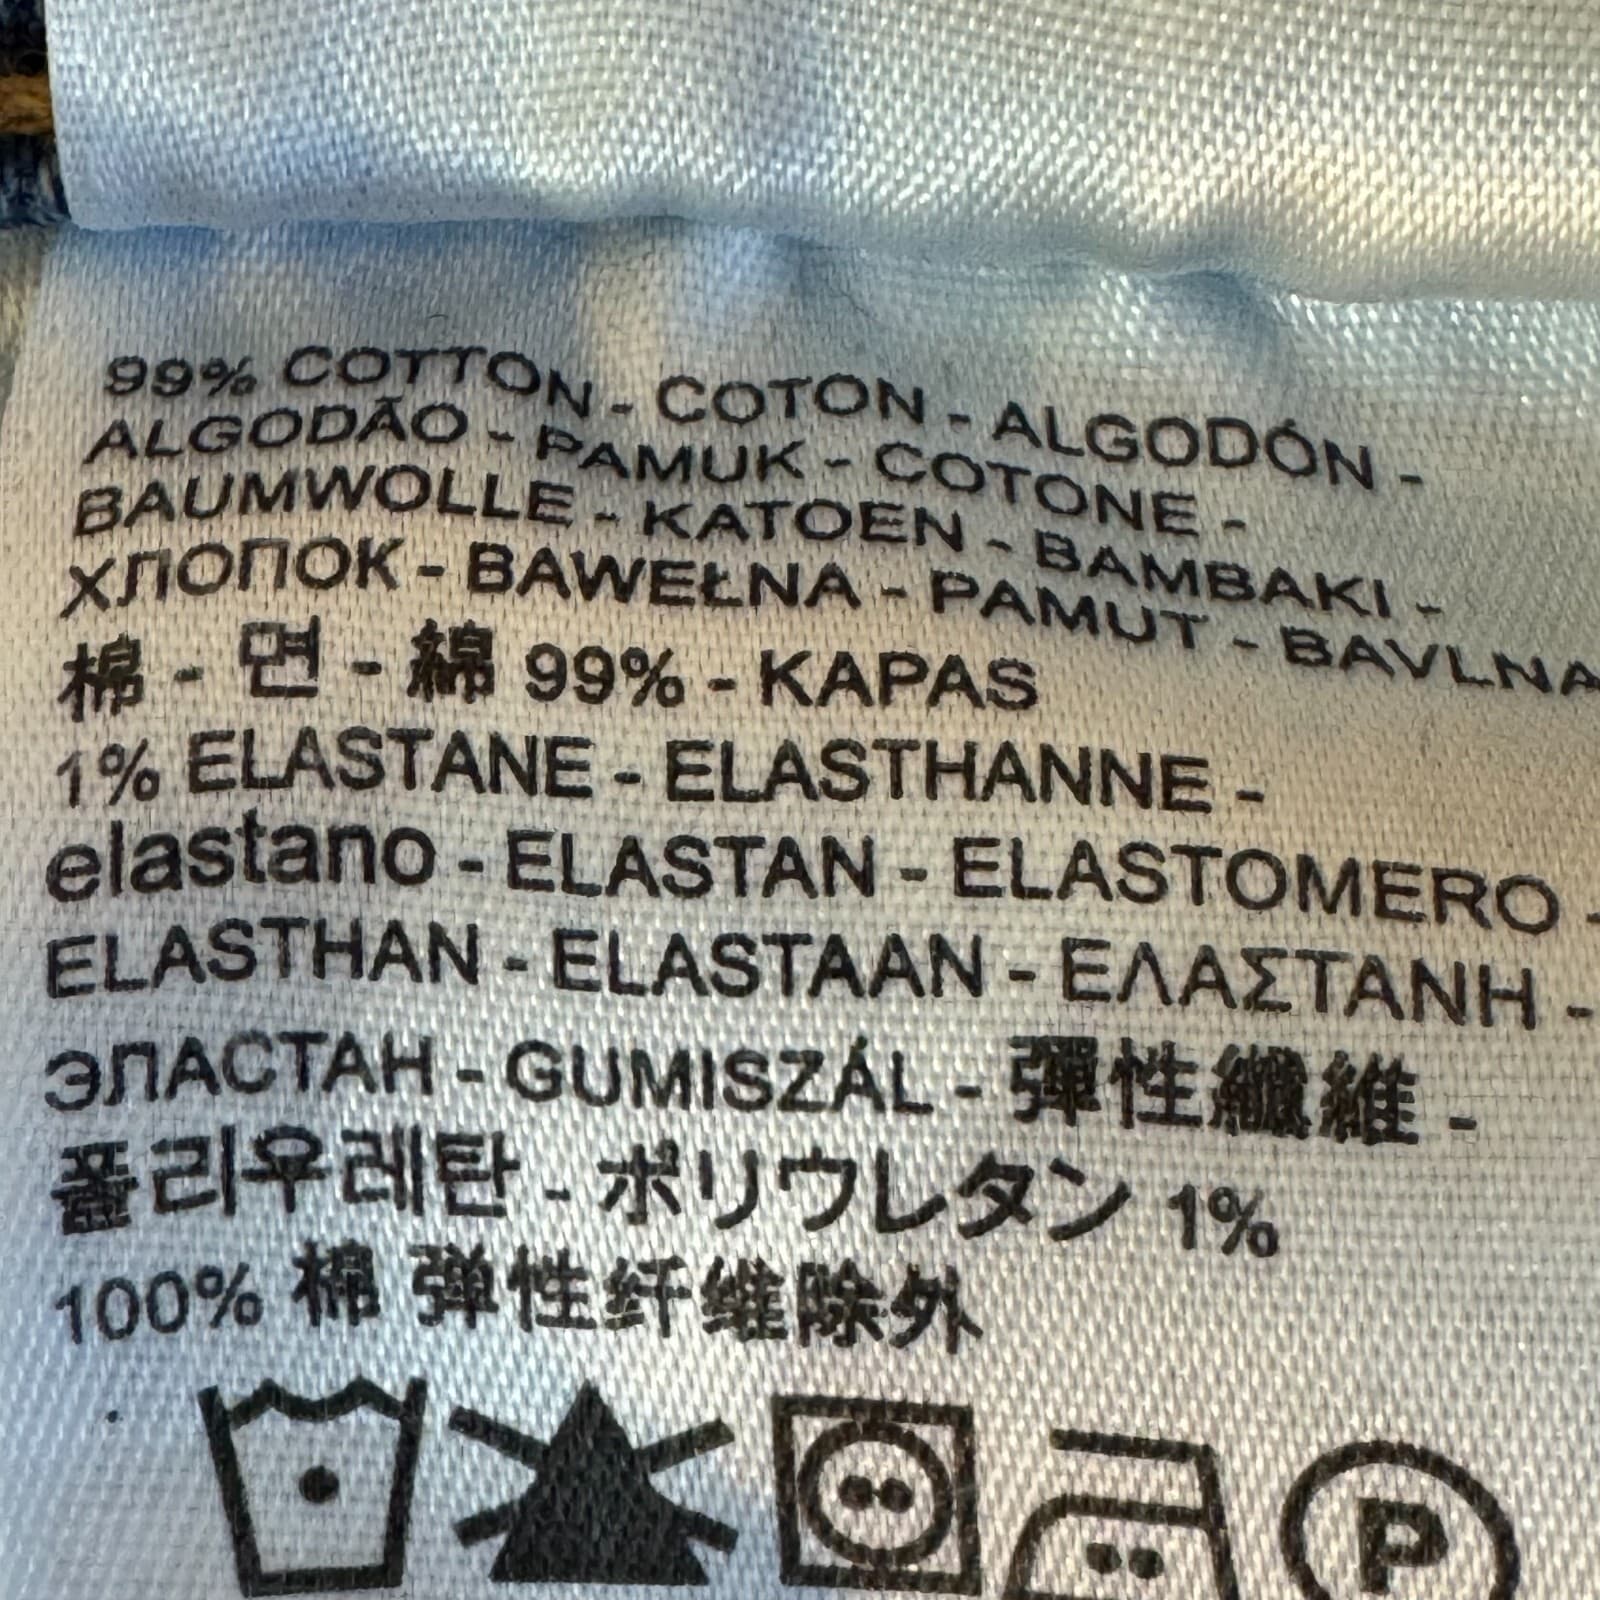 99% COTTON - COTON - ALGODÓN -
ALGODÃO - PAMUK - COTONE -
BAUMWOLLE - KATOEN - BAMBAKI -
ХЛОПОК - BAWEŁNA - PAMUT - BAVLNA
棉 - 면 - 綿 99% - KAPAS
1% ELASTANE - ELASTHANNE -
elastano - ELASTAN - ELASTOMERO -
ELASTHAN - ELASTAAN - ΕΛΑΣΤΑΝΗ -
ЭЛАСТАН - GUMISZÁL - 彈性纖維 -
폴리우레탄 - ポリウレタン 1%
100% 棉 弹性纤维除外
P